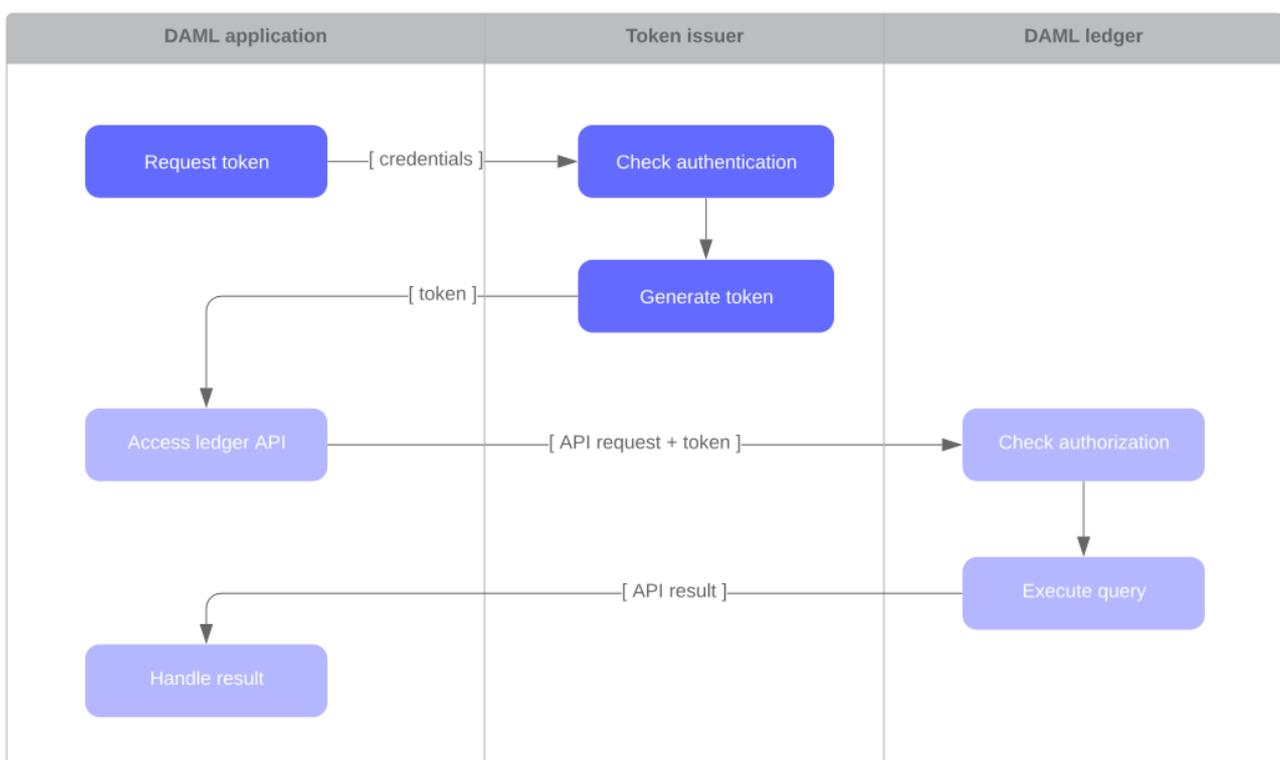 DAML application
Token issuer
DAML ledger
Request token
[ credentials ]
Check authentication
[ token ]
Generate token
Access ledger API
[ API request + token ]
Check authorization
[ API result ]
Execute query
Handle result